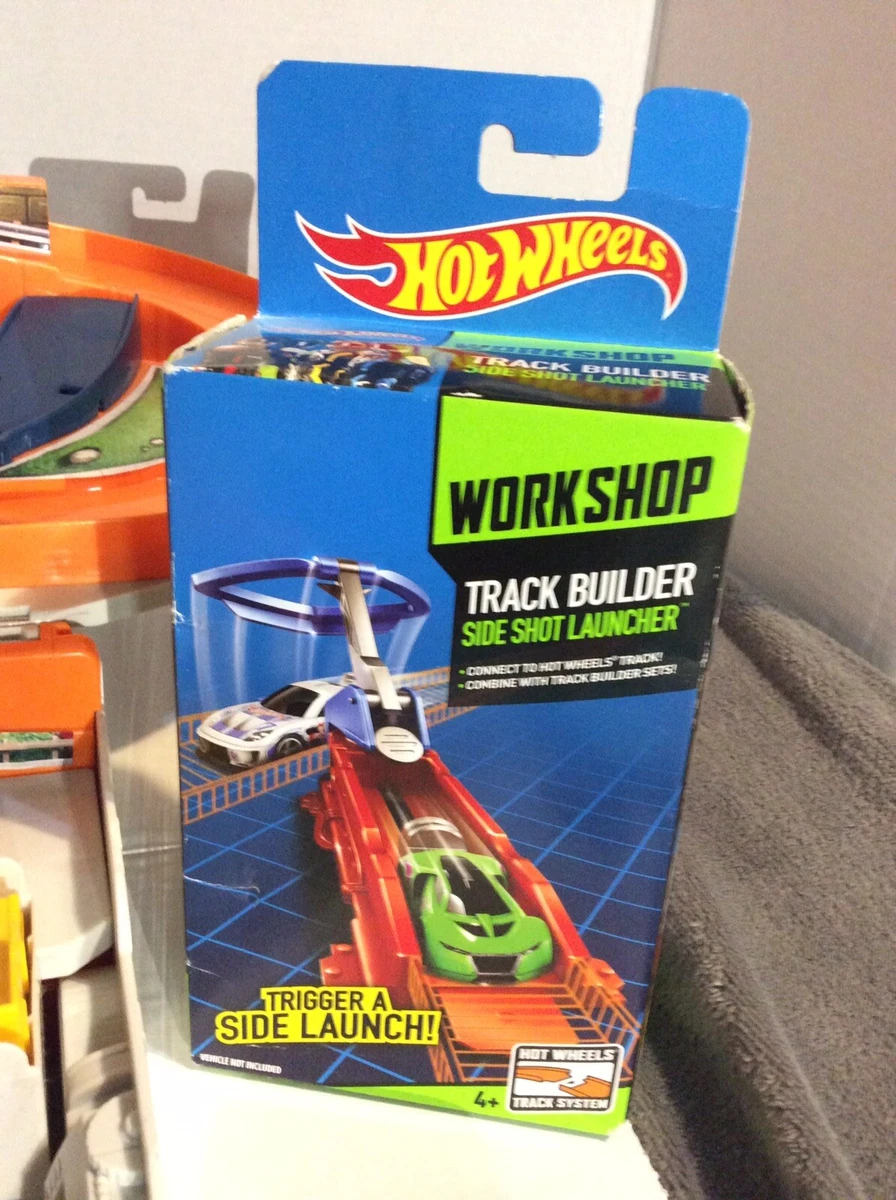 HOT WHEELS
WORKSHOP
TRACK BUILDER
SIDE SHOT LAUNCHER
WORKSHOP
TRACK BUILDER
SIDE SHOT LAUNCHER™
• CONNECT TO HOT WHEELS® TRACK!
• COMBINE WITH TRACK BUILDER SETS!
TRIGGER A
SIDE LAUNCH!
VEHICLE NOT INCLUDED
4+
HOT WHEELS
TRACK SYSTEM